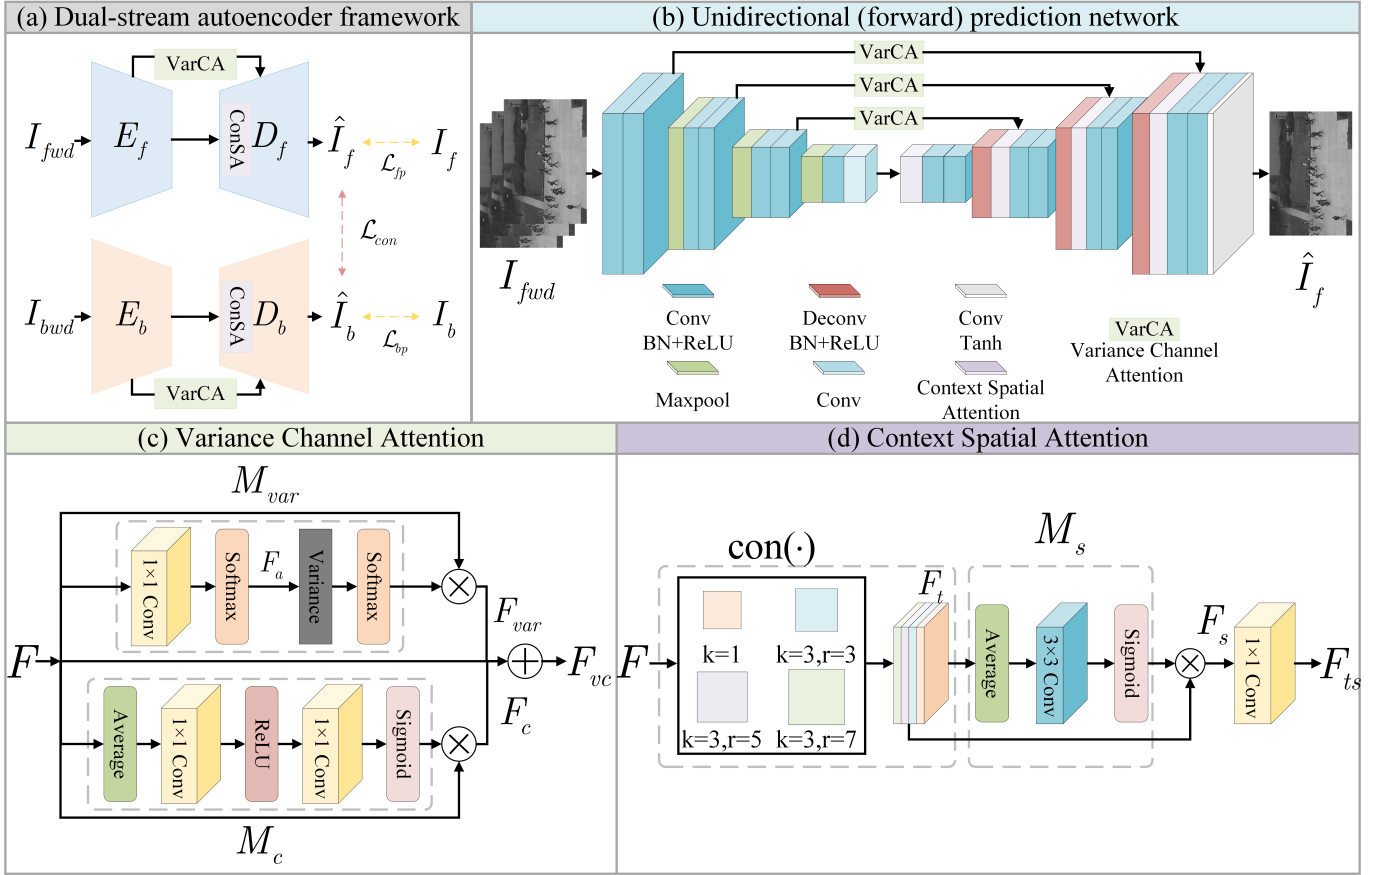 (a) Dual-stream autoencoder framework
VarCA
I_fwd
E_f
ConSA
D_f
Î_f
I_f
ℒ_fp
ℒ_con
I_bwd
E_b
ConSA
D_b
Î_b
I_b
ℒ_bp
VarCA
(b) Unidirectional (forward) prediction network
VarCA
VarCA
VarCA
I_fwd
Î_f
Conv
BN+ReLU
Deconv
BN+ReLU
Conv
Tanh
VarCA
Variance Channel
Attention
Maxpool
Conv
Context Spatial
Attention
(c) Variance Channel Attention
M_var
1×1 Conv
Softmax
F_a
Variance
Softmax
F_var
F
F_vc
F_c
Average
1×1 Conv
ReLU
1×1 Conv
Sigmoid
M_c
(d) Context Spatial Attention
con(·)
M_s
F
k=1
k=3,r=3
k=3,r=5
k=3,r=7
F_t
Average
3×3 Conv
Sigmoid
F_s
1×1 Conv
F_ts